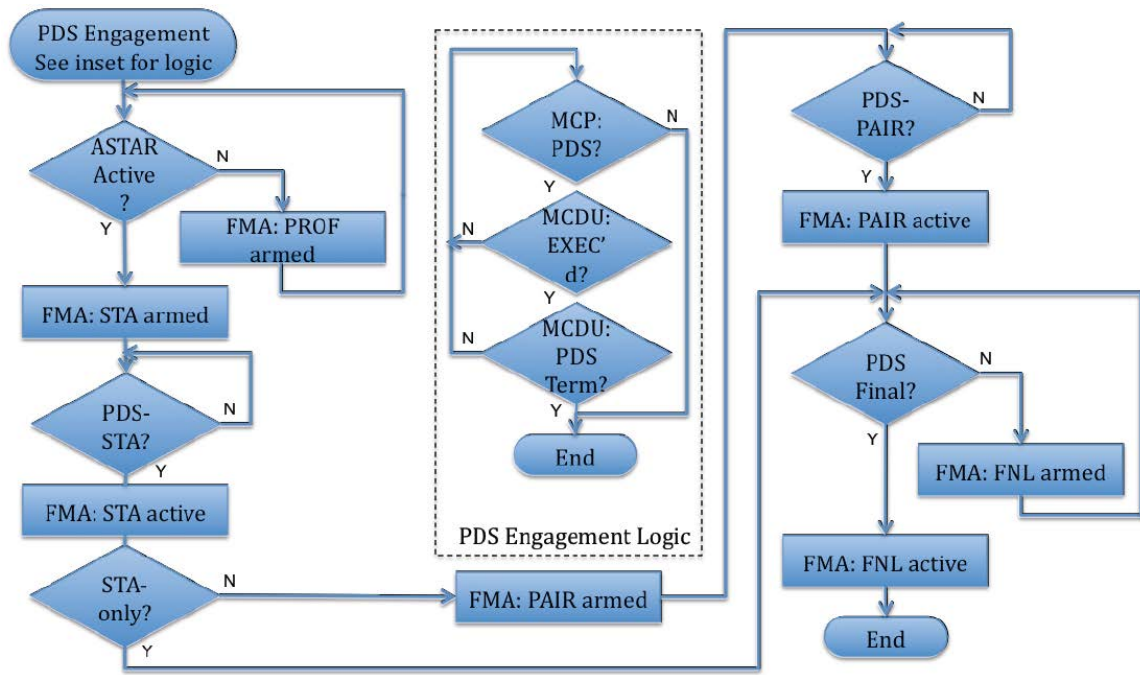 PDS Engagement
See inset for logic
ASTAR
Active
?
N
Y
FMA: PROF
armed
FMA: STA armed
PDS-
STA?
N
Y
FMA: STA active
STA-
only?
N
Y
FMA: PAIR armed
MCP:
PDS?
N
Y
MCDU:
EXEC'
d?
N
Y
MCDU:
PDS
Term?
N
Y
End
PDS Engagement Logic
PDS-
PAIR?
N
Y
FMA: PAIR active
PDS
Final?
N
Y
FMA: FNL armed
FMA: FNL active
End